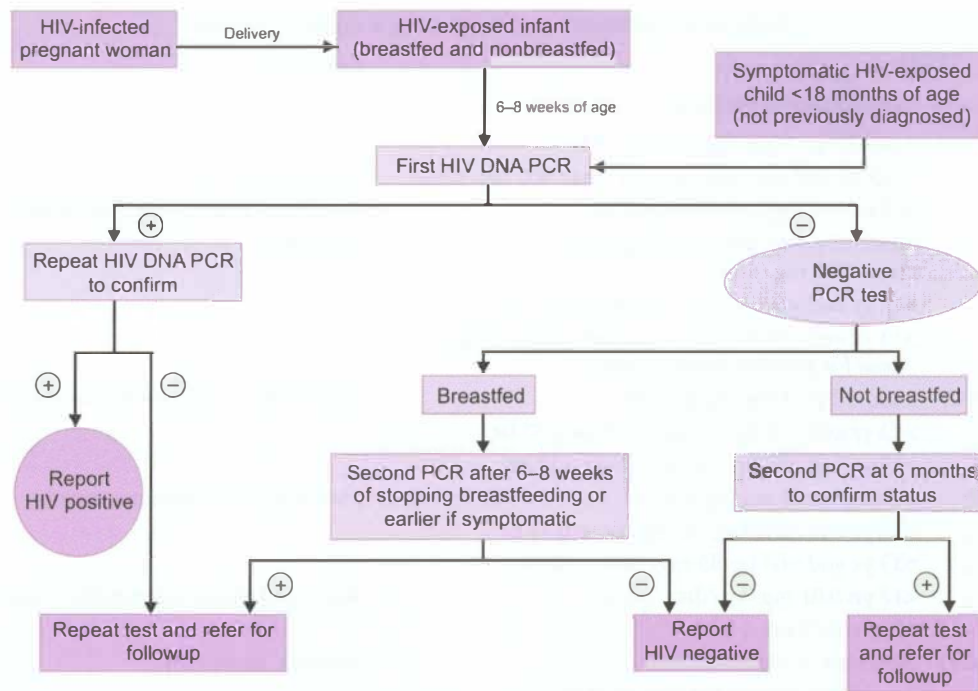 HIV-infected
pregnant woman
Delivery
HIV-exposed infant
(breastfed and nonbreastfed)
Symptomatic HIV-exposed
child <18 months of age
(not previously diagnosed)
6–8 weeks of age
First HIV DNA PCR
+
−
Repeat HIV DNA PCR
to confirm
Negative
PCR test
+
−
Breastfed
Not breastfed
Report
HIV positive
Second PCR after 6–8 weeks
of stopping breastfeeding or
earlier if symptomatic
Second PCR at 6 months
to confirm status
+
−
−
+
Repeat test and refer for
followup
Report
HIV negative
Repeat test
and refer for
followup